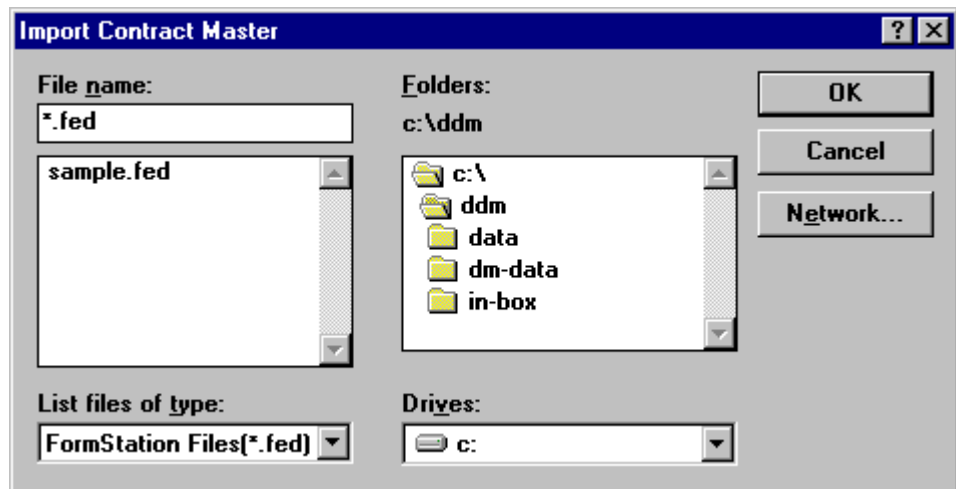 Import Contract Master
File name:
*.fed
sample.fed
List files of type:
FormStation Files(*.fed)
Folders:
c:\ddm
c:\
ddm
data
dm-data
in-box
Drives:
c:
OK
Cancel
Network...